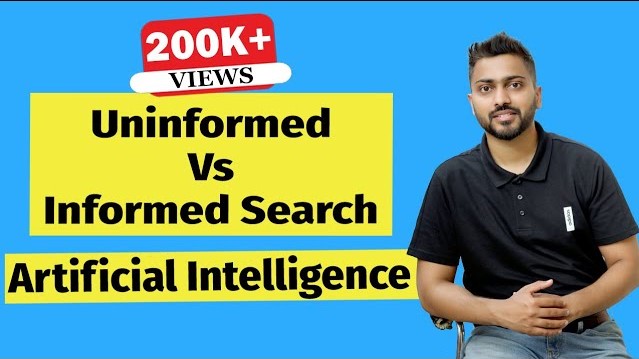 200K+
VIEWS
Uninformed
Vs
Informed Search
Artificial Intelligence